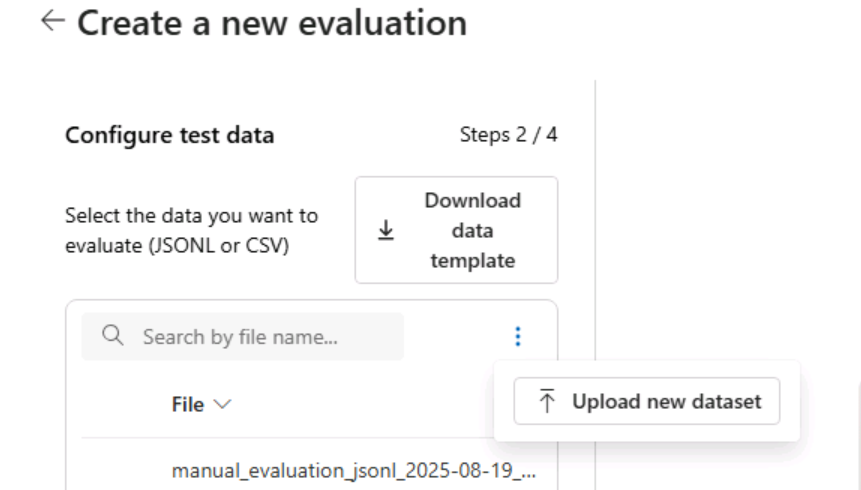 Create a new evaluation
Configure test data
Steps 2 / 4
Select the data you want to
evaluate (JSONL or CSV)
Download
data
template
Search by file name...
Upload new dataset
File
manual_evaluation_jsonl_2025-08-19_...